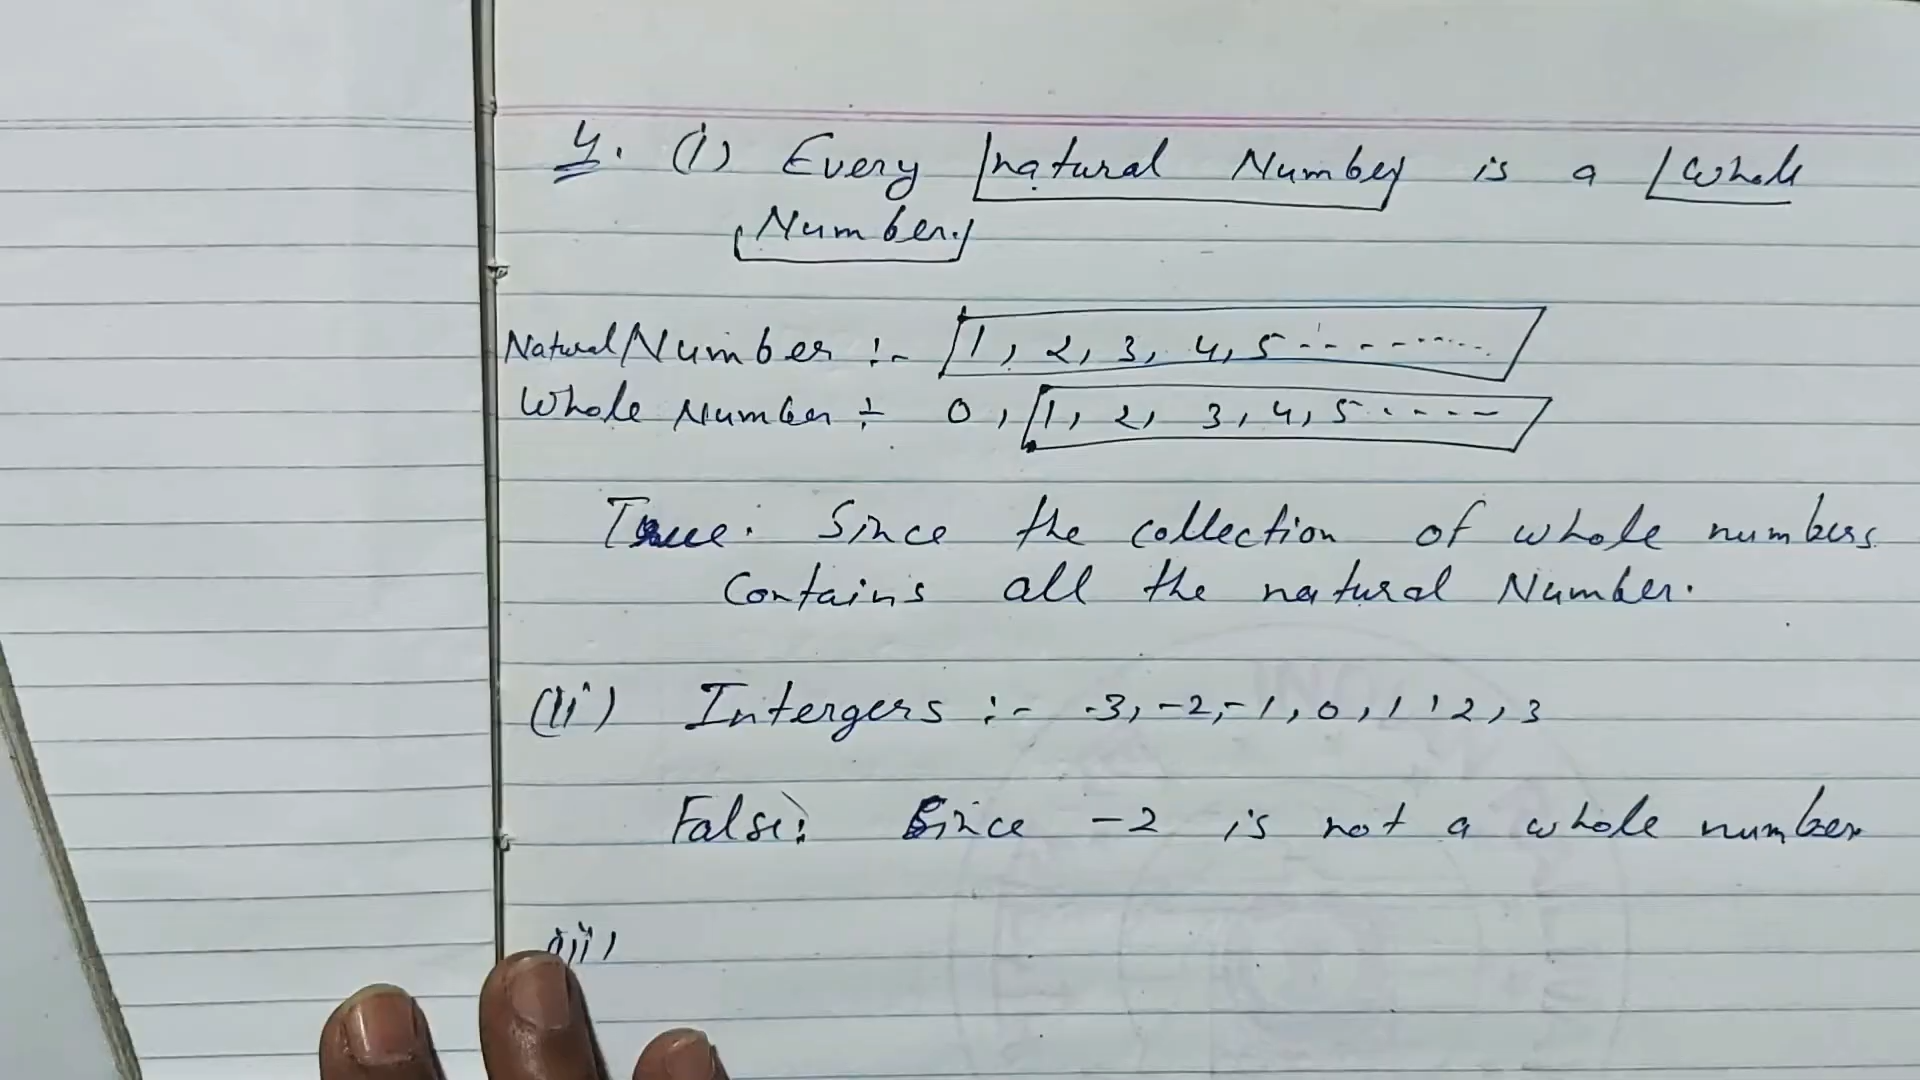 4. (i) Every natural Number is a Whole
Number.
Natural Number :- 1, 2, 3, 4, 5 - - - - ......
Whole Number ÷ 0, 1, 2, 3, 4, 5 - - - - -
True. Since the collection of whole numbers
Contains all the natural Number.
(ii) Intergers :- -3, -2, -1, 0, 1, 2, 3
False: Since -2 is not a whole number
(iii)